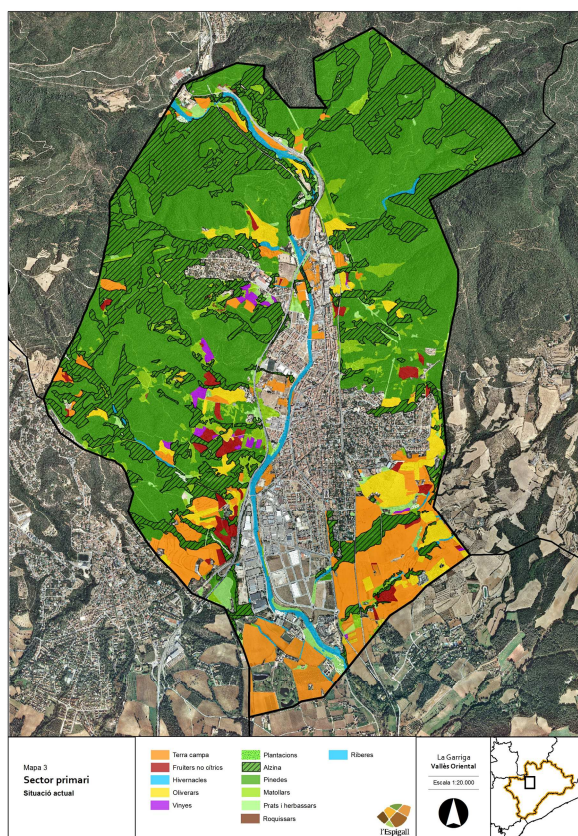 Mapa 3
Sector primari
Situació actual
Terra campa
Fruiters no cítrics
Hivernacles
Oliverars
Vinyes
Plantacions
Alzina
Pinedes
Matollars
Prati i herbassars
Roquissars
Riberes
l'Espigall
La Garriga
Vallès Oriental
Escala 1:20.000